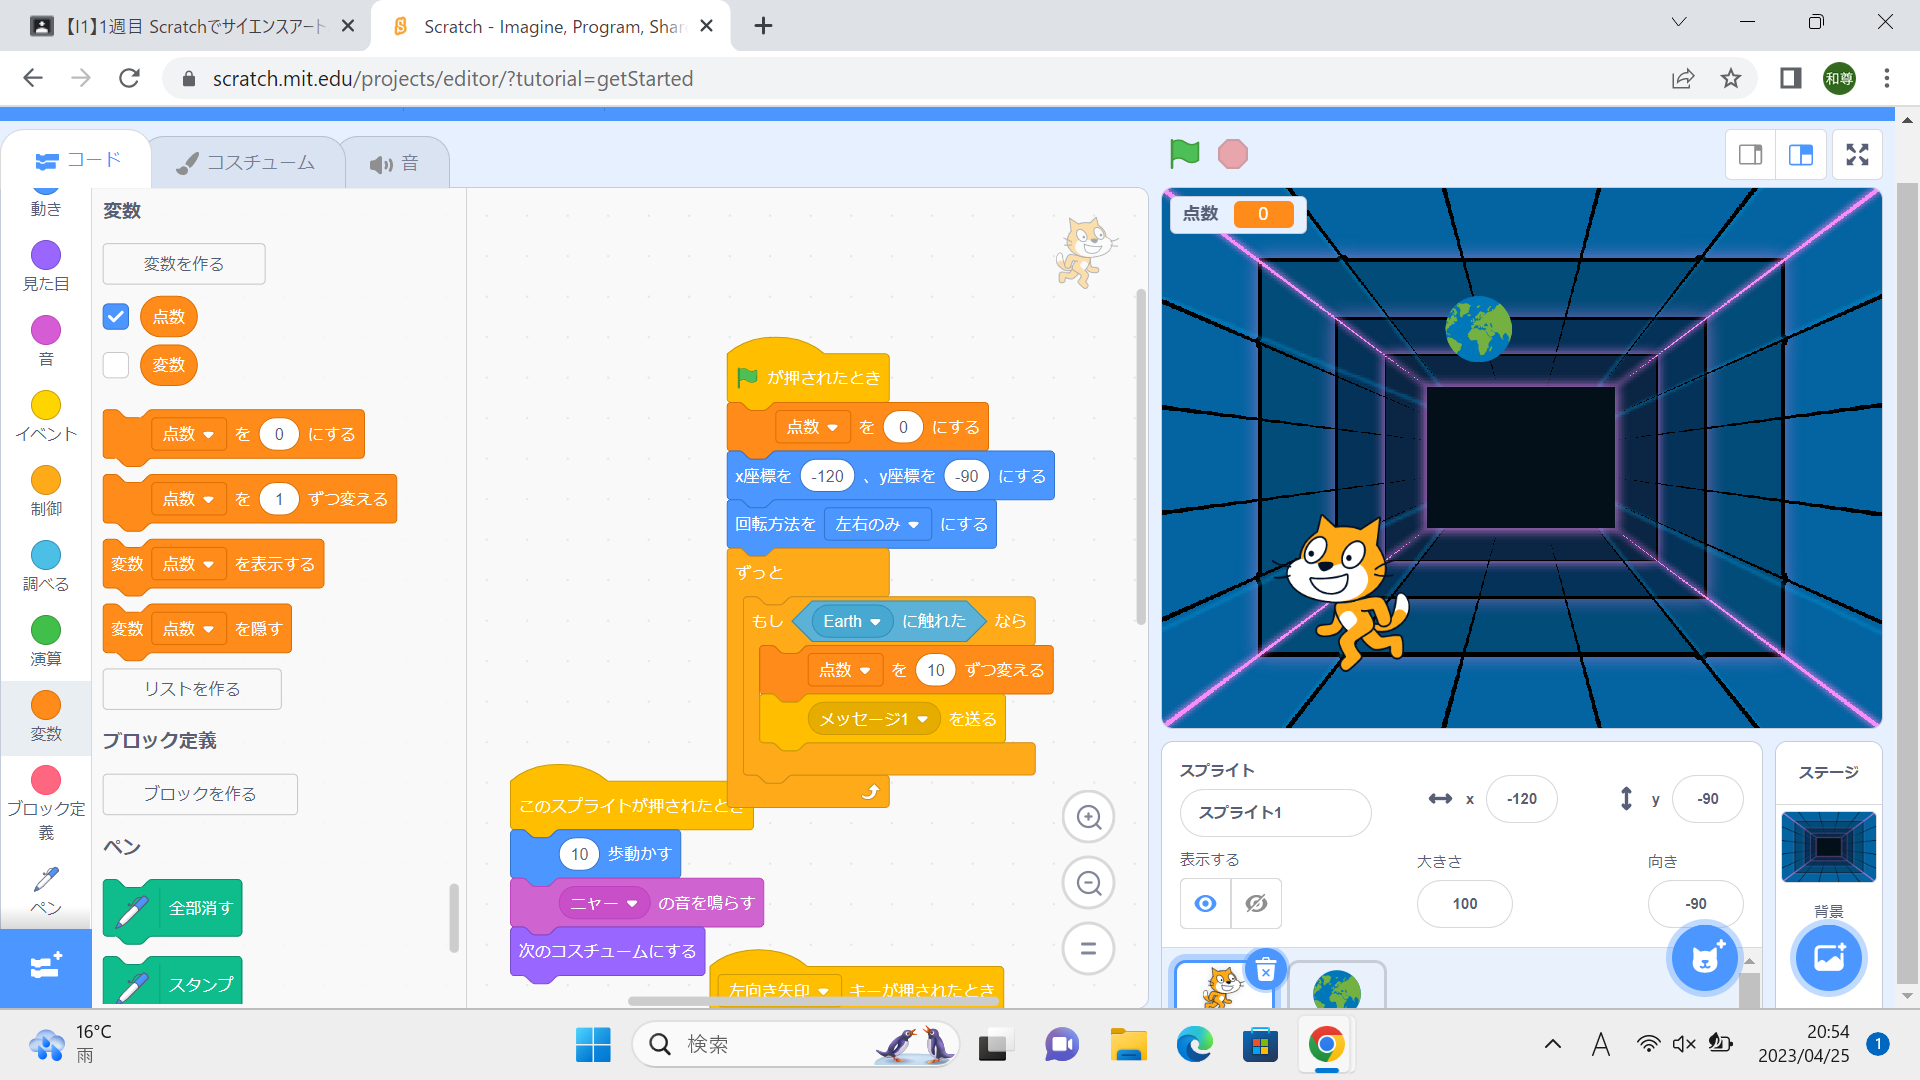 【I1】1週目 Scratchでサイエンスアート
Scratch - Imagine, Program, Shar
scratch.mit.edu/projects/editor/?tutorial=getStarted
和尊
コード
コスチューム
音
動き
見た目
音
イベント
制御
調べる
演算
変数
ブロック定
義
ペン
変数
変数を作る
点数
変数
点数 を 0 にする
点数 を 1 ずつ変える
変数 点数 を表示する
変数 点数 を隠す
リストを作る
ブロック定義
ブロックを作る
ペン
全部消す
スタンプ
が押されたとき
点数 を 0 にする
x座標を -120 、y座標を -90 にする
回転方法を 左右のみ にする
ずっと
もし Earth に触れた なら
点数 を 10 ずつ変える
メッセージ1 を送る
このスプライトが押されたとき
10 歩動かす
ニャー の音を鳴らす
次のコスチュームにする
左向き矢印 キーが押されたとき
点数 0
スプライト
スプライト1
x -120
y -90
表示する
大きさ
100
向き
-90
ステージ
背景
16°C
雨
検索
A
20:54
2023/04/25
1